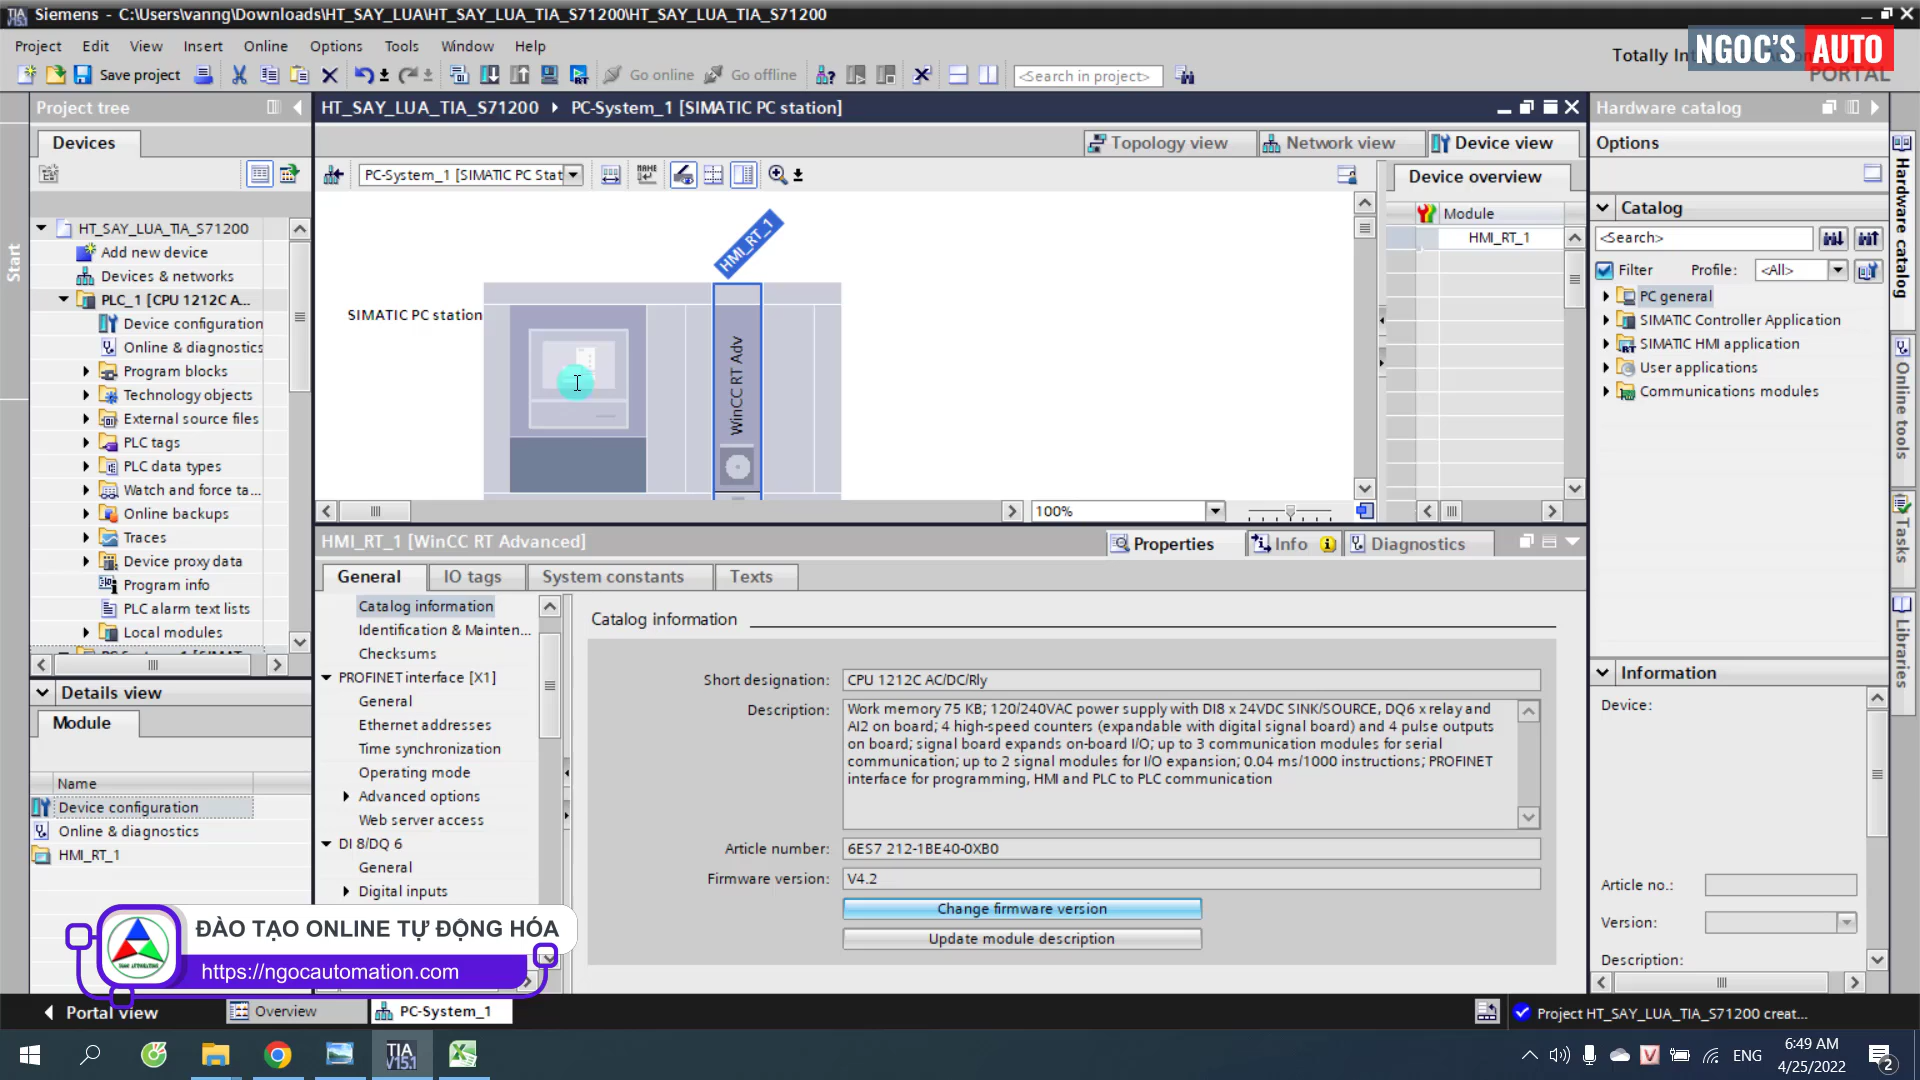 Siemens - C:\Users\vanng\Downloads\HT_SAY_LUA\HT_SAY_LUA_TIA_S71200\HT_SAY_LUA_TIA_S71200
Project Edit View Insert Online Options Tools Window Help
Totally In
NGOC'S AUTO
PORTAL
Save project
Go online
Go offline
<Search in project>
Project tree
HT_SAY_LUA_TIA_S71200 ▸ PC-System_1 [SIMATIC PC station]
Hardware catalog
Devices
Topology view
Network view
Device view
Options
PC-System_1 [SIMATIC PC Stat
Device overview
Module
HMI_RT_1
Catalog
<Search>
Filter
Profile:
<All>
PC general
SIMATIC Controller Application
SIMATIC HMI application
User applications
Communications modules
Start
HT_SAY_LUA_TIA_S71200
Add new device
Devices & networks
PLC_1 [CPU 1212C A...
Device configuration
Online & diagnostics
Program blocks
Technology objects
External source files
PLC tags
PLC data types
Watch and force ta...
Online backups
Traces
Device proxy data
Program info
PLC alarm text lists
Local modules
HMI_RT_1
SIMATIC PC station
WinCC RT Adv
100%
Hardware catalog
Online tools
Tasks
Libraries
HMI_RT_1 [WinCC RT Advanced]
Properties
Info
Diagnostics
General
IO tags
System constants
Texts
Catalog information
Identification & Mainten...
Checksums
PROFINET interface [X1]
General
Ethernet addresses
Time synchronization
Operating mode
Advanced options
Web server access
DI 8/DQ 6
General
Digital inputs
Catalog information
Short designation:
CPU 1212C AC/DC/Rly
Description:
Work memory 75 KB; 120/240VAC power supply with DI8 x 24VDC SINK/SOURCE, DQ6 x relay and
AI2 on board; 4 high-speed counters (expandable with digital signal board) and 4 pulse outputs
on board; signal board expands on-board I/O; up to 3 communication modules for serial
communication; up to 2 signal modules for I/O expansion; 0.04 ms/1000 instructions; PROFINET
interface for programming, HMI and PLC to PLC communication
Article number:
6ES7 212-1BE40-0XB0
Firmware version:
V4.2
Change firmware version
Update module description
Details view
Module
Name
Device configuration
Online & diagnostics
HMI_RT_1
Information
Device:
Article no.:
Version:
Description:
ĐÀO TẠO ONLINE TỰ ĐỘNG HÓA
https://ngocautomation.com
Portal view
Overview
PC-System_1
Project HT_SAY_LUA_TIA_S71200 creat...
TIA
V15.1
ENG
6:49 AM
4/25/2022
2